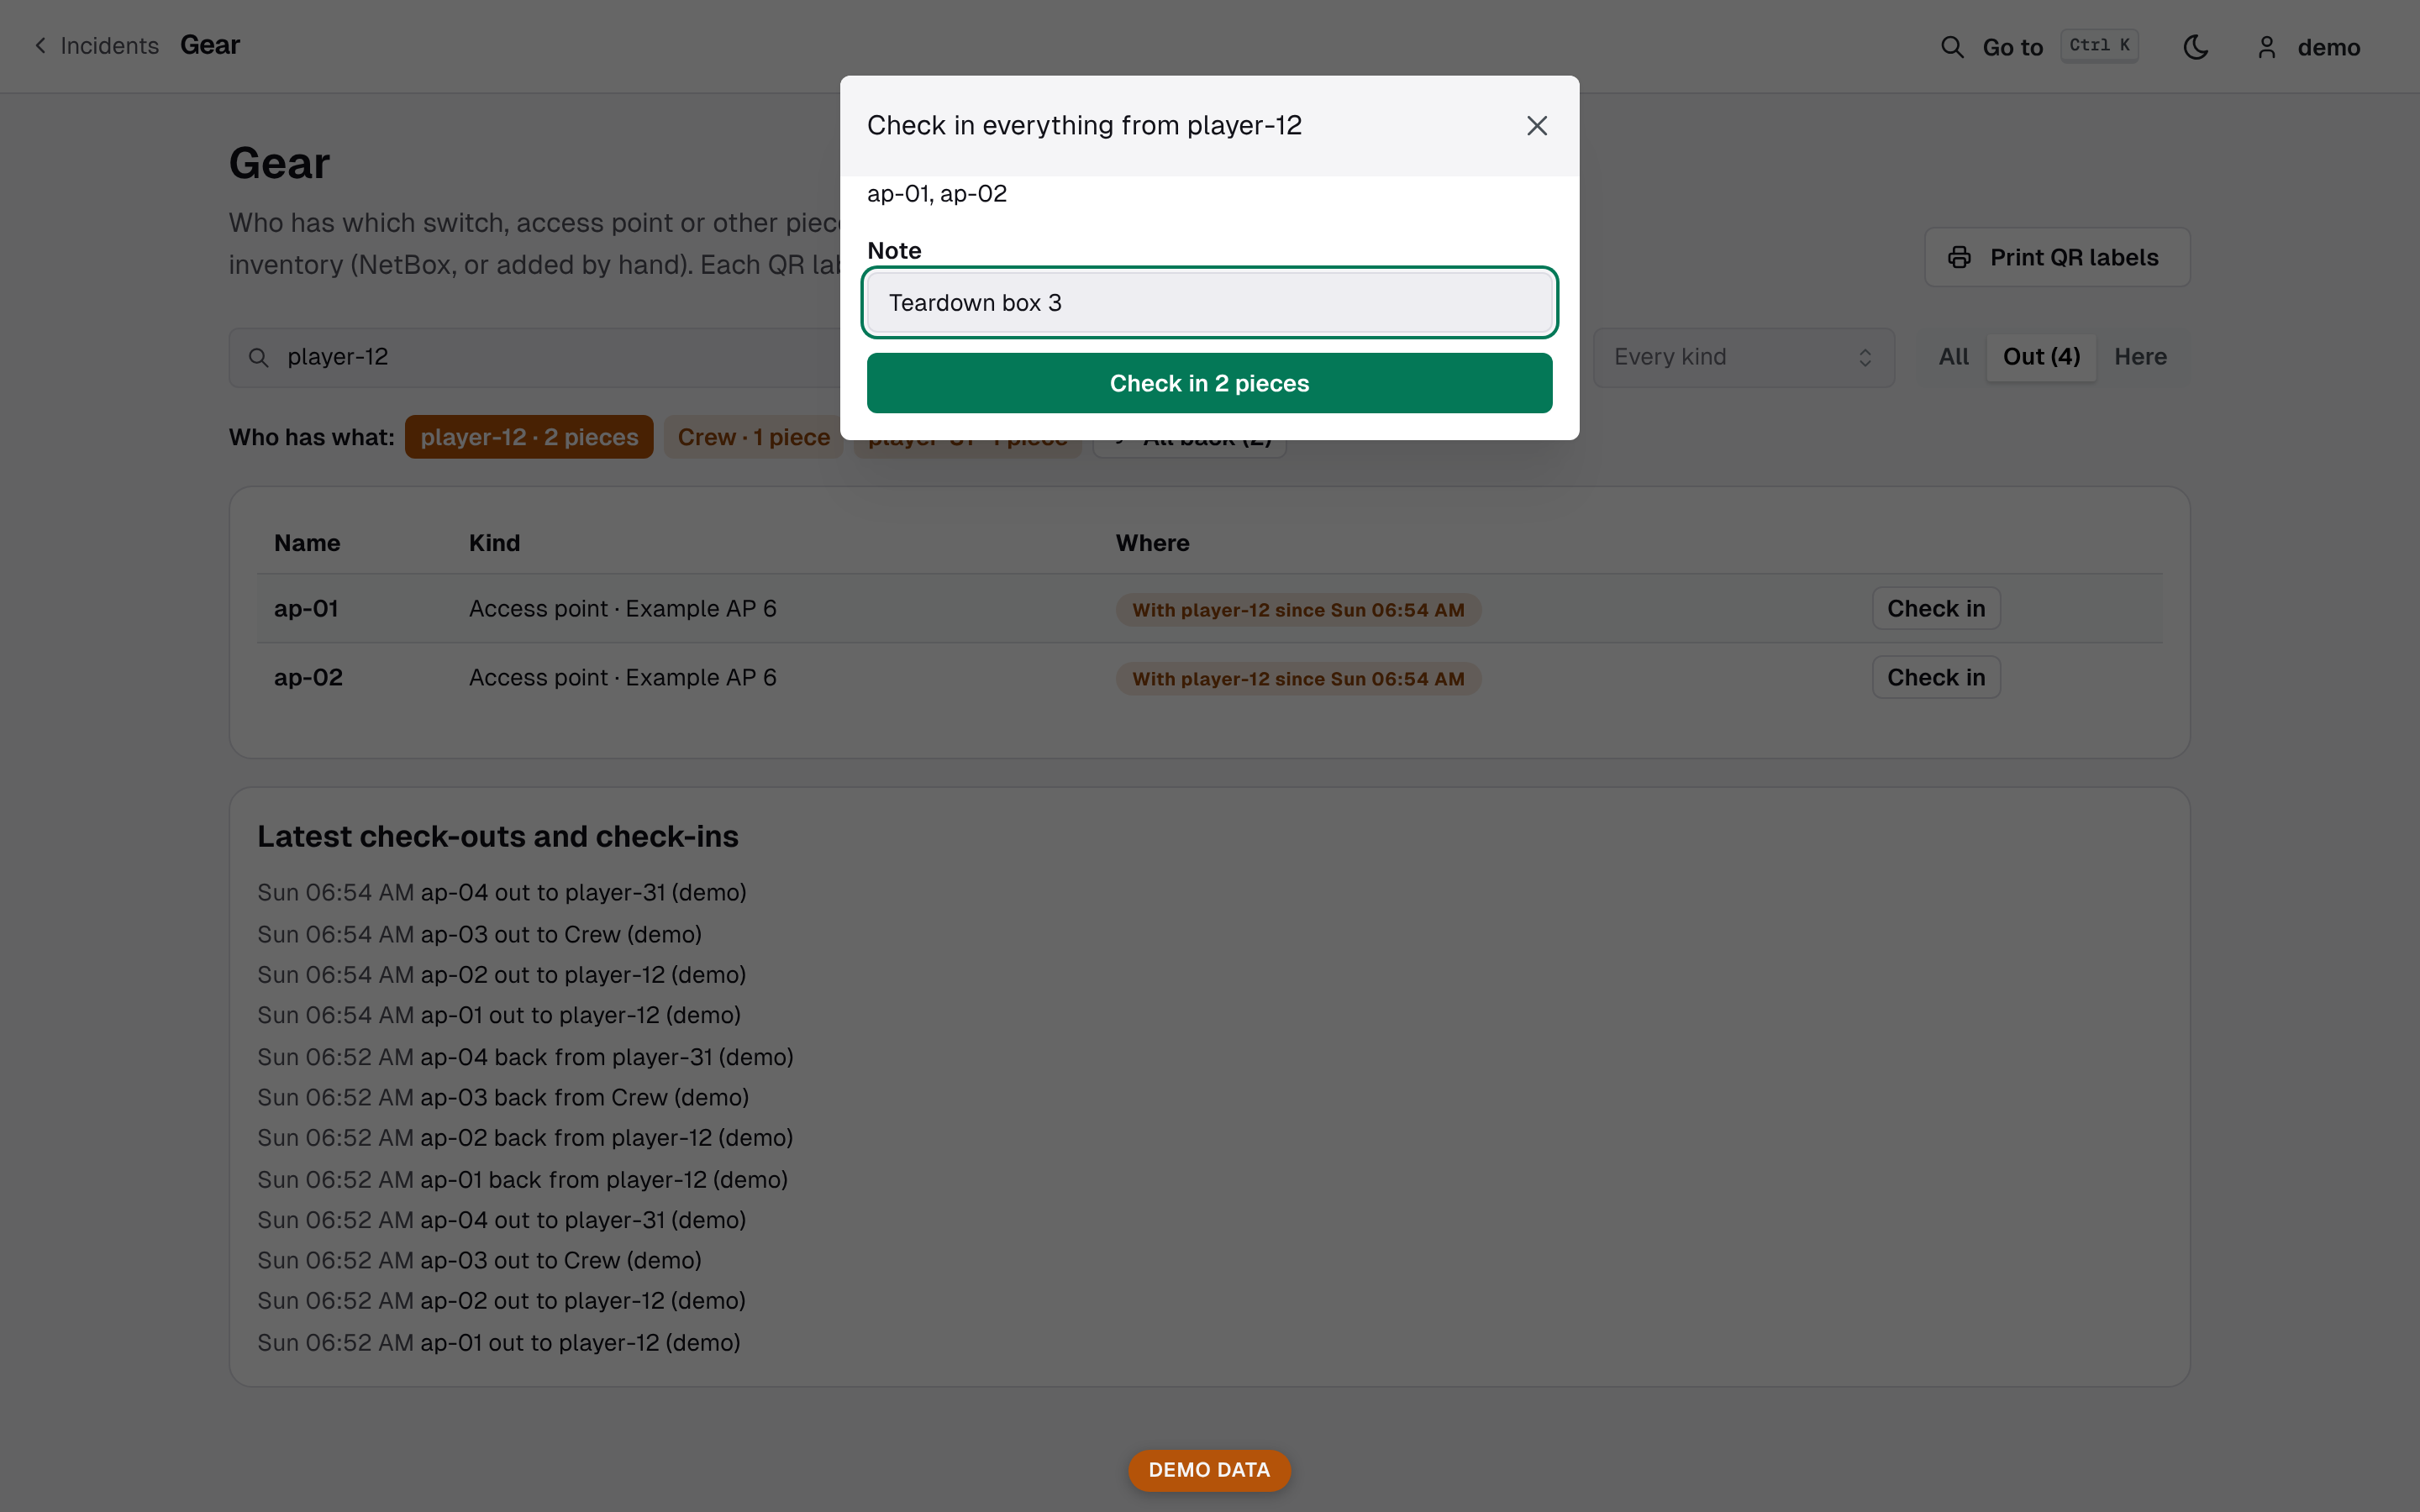 Incidents Gear
Go to Ctrl K demo
Check in everything from player-12
ap-01, ap-02
Note
Teardown box 3
Check in 2 pieces
Gear
Who has which switch, access point or other
inventory (NetBox, or added by hand). Each QR
Print QR labels
player-12
Every kind
All Out (4) Here
Who has what: player-12 · 2 pieces Crew · 1 piece player-31 · 1 piece All back (2)
Name Kind Where
ap-01 Access point · Example AP 6 With player-12 since Sun 06:54 AM Check in
ap-02 Access point · Example AP 6 With player-12 since Sun 06:54 AM Check in
Latest check-outs and check-ins
Sun 06:54 AM ap-04 out to player-31 (demo)
Sun 06:54 AM ap-03 out to Crew (demo)
Sun 06:54 AM ap-02 out to player-12 (demo)
Sun 06:54 AM ap-01 out to player-12 (demo)
Sun 06:52 AM ap-04 back from player-31 (demo)
Sun 06:52 AM ap-03 back from Crew (demo)
Sun 06:52 AM ap-02 back from player-12 (demo)
Sun 06:52 AM ap-01 back from player-12 (demo)
Sun 06:52 AM ap-04 out to player-31 (demo)
Sun 06:52 AM ap-03 out to Crew (demo)
Sun 06:52 AM ap-02 out to player-12 (demo)
Sun 06:52 AM ap-01 out to player-12 (demo)
DEMO DATA